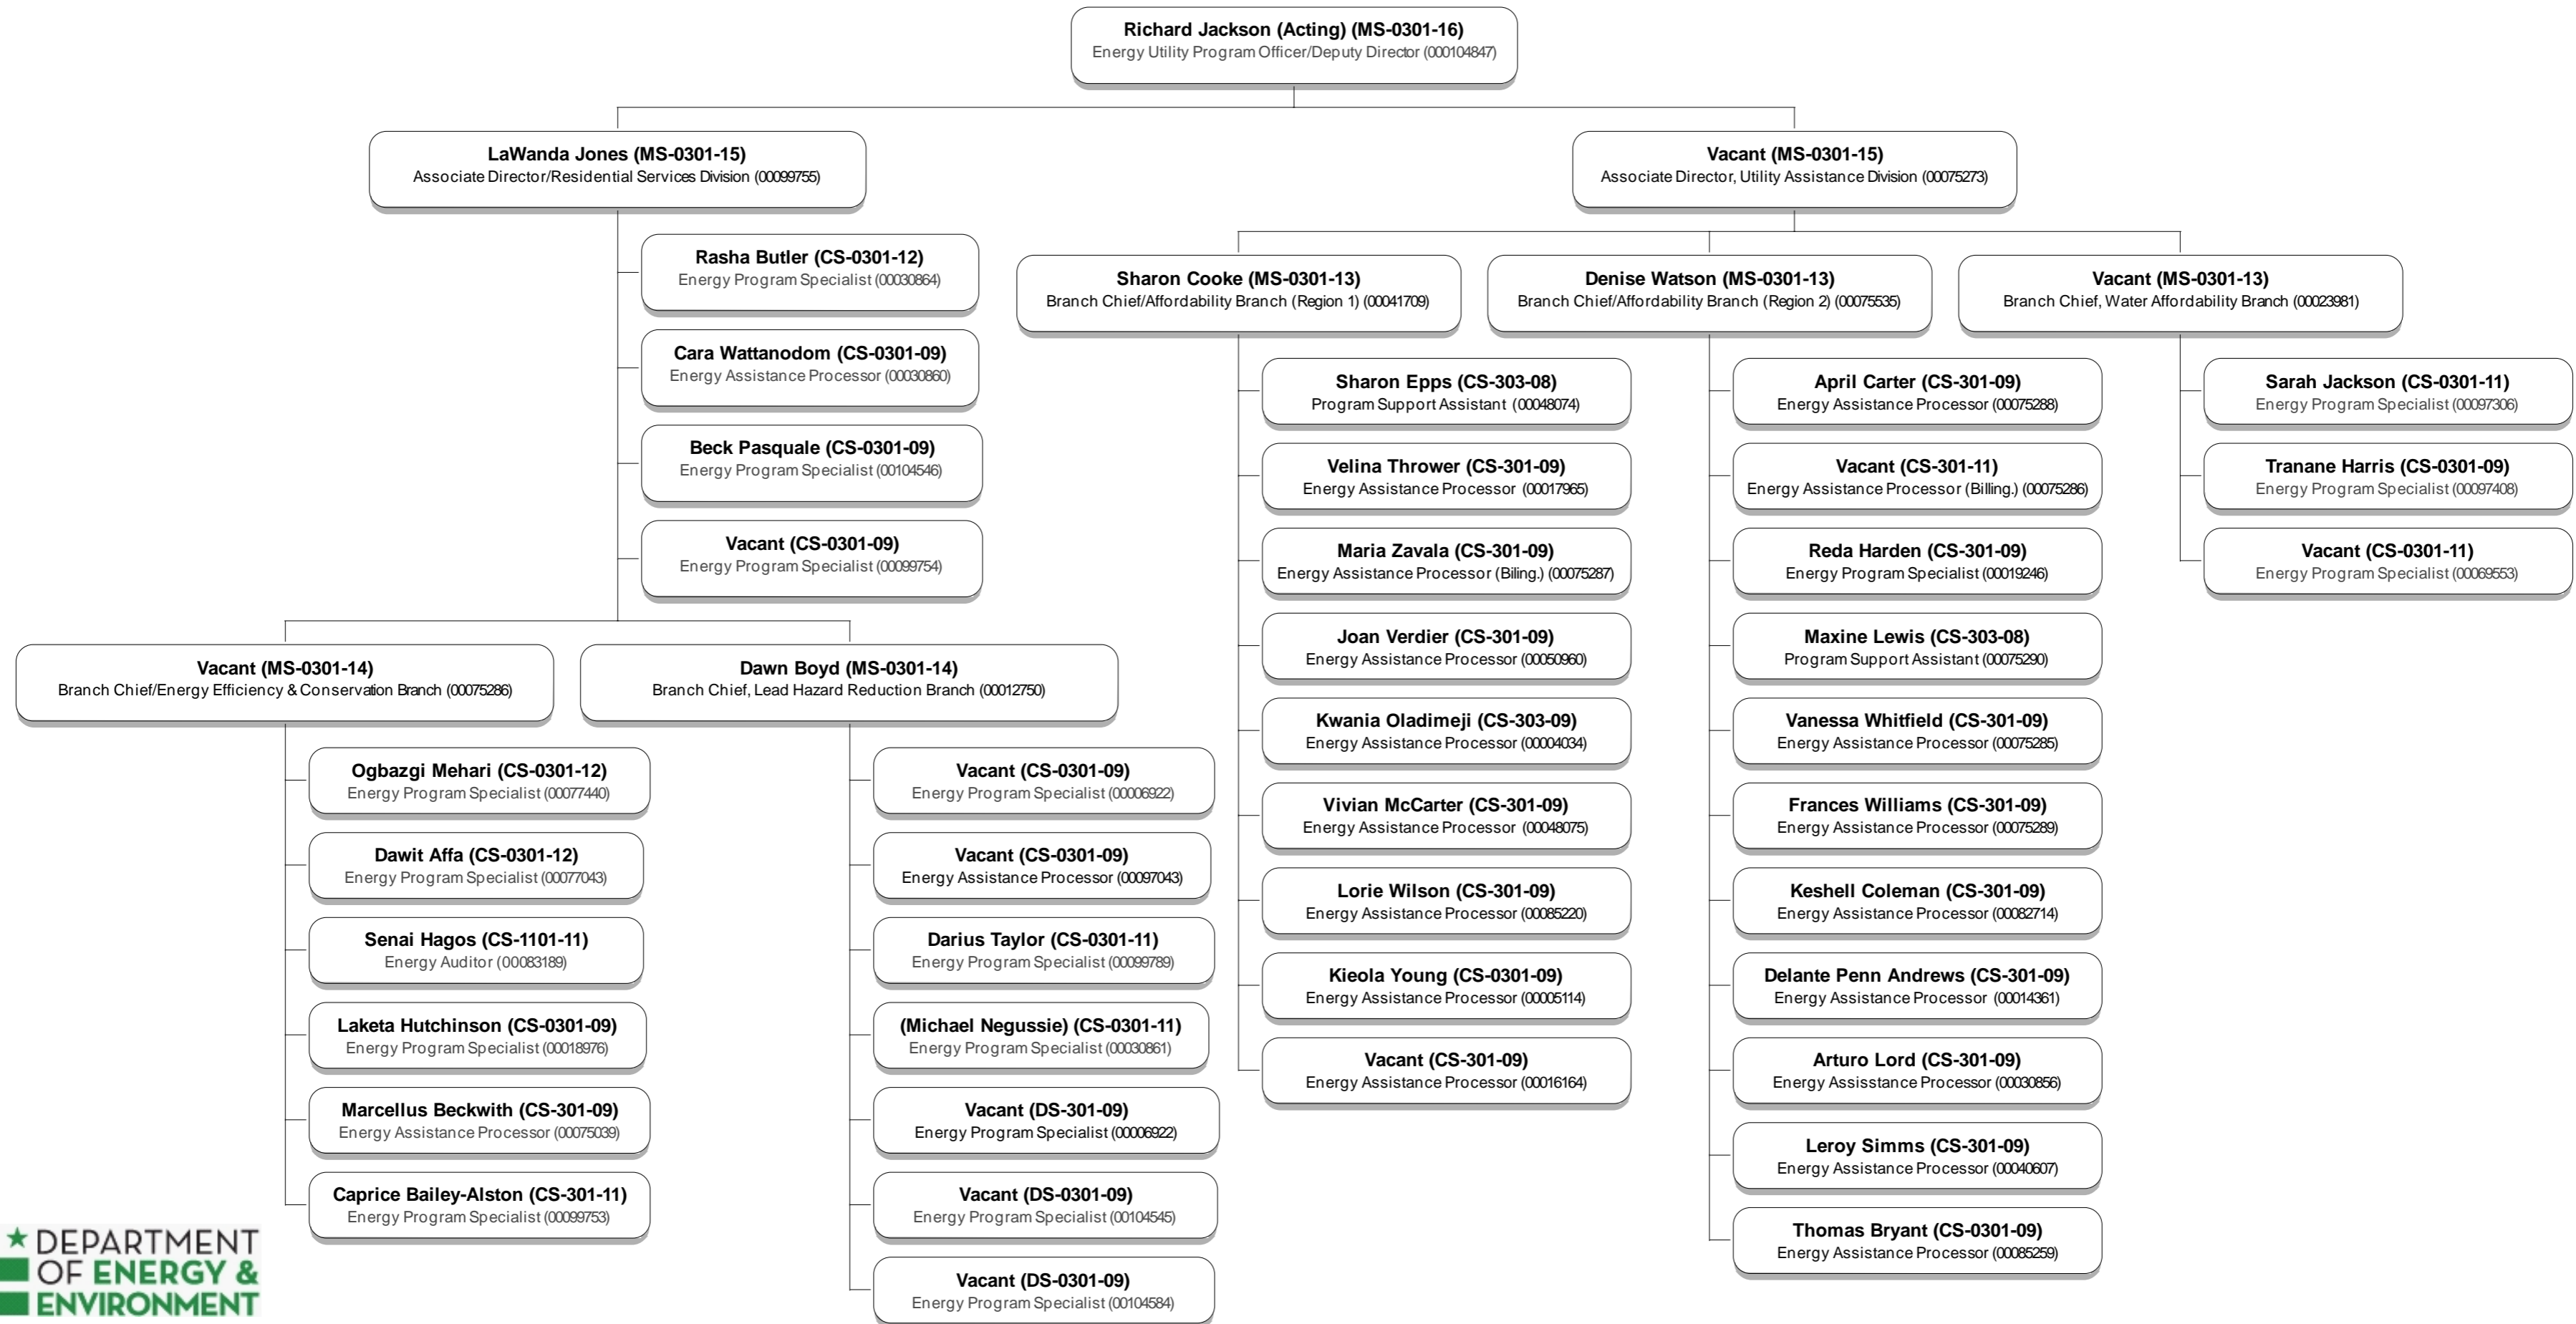 Richard Jackson (Acting) (MS-0301-16)
Energy Utility Program Officer/Deputy Director (000104847)
LaWanda Jones (MS-0301-15)
Associate Director/Residential Services Division (00099755)
Vacant (MS-0301-15)
Associate Director, Utility Assistance Division (00075273)
Rasha Butler (CS-0301-12)
Energy Program Specialist (00030864)
Cara Wattanodom (CS-0301-09)
Energy Assistance Processor (00030860)
Beck Pasquale (CS-0301-09)
Energy Program Specialist (00104546)
Vacant (CS-0301-09)
Energy Program Specialist (00099754)
Vacant (MS-0301-14)
Branch Chief/Energy Efficiency & Conservation Branch (00075286)
Ogbazgi Mehari (CS-0301-12)
Energy Program Specialist (00077440)
Dawit Affa (CS-0301-12)
Energy Program Specialist (00077043)
Senai Hagos (CS-1101-11)
Energy Auditor (00083189)
Laketa Hutchinson (CS-0301-09)
Energy Program Specialist (00018976)
Marcellus Beckwith (CS-301-09)
Energy Assistance Processor (00075039)
Caprice Bailey-Alston (CS-301-11)
Energy Program Specialist (00099753)
Dawn Boyd (MS-0301-14)
Branch Chief, Lead Hazard Reduction Branch (00012750)
Vacant (CS-0301-09)
Energy Program Specialist (00006922)
Vacant (CS-0301-09)
Energy Assistance Processor (00097043)
Darius Taylor (CS-0301-11)
Energy Program Specialist (00099789)
(Michael Negussie) (CS-0301-11)
Energy Program Specialist (00030861)
Vacant (DS-301-09)
Energy Program Specialist (00006922)
Vacant (DS-0301-09)
Energy Program Specialist (00104545)
Vacant (DS-0301-09)
Energy Program Specialist (00104584)
Sharon Cooke (MS-0301-13)
Branch Chief/Affordability Branch (Region 1) (00041709)
Sharon Epps (CS-303-08)
Program Support Assistant (00048074)
Velina Thrower (CS-301-09)
Energy Assistance Processor (00017965)
Maria Zavala (CS-301-09)
Energy Assistance Processor (Biling.) (00075287)
Joan Verdier (CS-301-09)
Energy Assistance Processor (00050960)
Kwania Oladimeji (CS-303-09)
Energy Assistance Processor (00004034)
Vivian McCarter (CS-301-09)
Energy Assistance Processor (00048075)
Lorie Wilson (CS-301-09)
Energy Assistance Processor (00085220)
Kieola Young (CS-0301-09)
Energy Assistance Processor (00005114)
Vacant (CS-301-09)
Energy Assistance Processor (00016164)
Denise Watson (MS-0301-13)
Branch Chief/Affordability Branch (Region 2) (00075535)
April Carter (CS-301-09)
Energy Assistance Processor (00075288)
Vacant (CS-301-11)
Energy Assistance Processor (Billing.) (00075286)
Reda Harden (CS-301-09)
Energy Program Specialist (00019246)
Maxine Lewis (CS-303-08)
Program Support Assistant (00075290)
Vanessa Whitfield (CS-301-09)
Energy Assistance Processor (00075285)
Frances Williams (CS-301-09)
Energy Assistance Processor (00075289)
Keshell Coleman (CS-301-09)
Energy Assistance Processor (00082714)
Delante Penn Andrews (CS-301-09)
Energy Assistance Processor (00014361)
Arturo Lord (CS-301-09)
Energy Assisstance Processor (00030856)
Leroy Simms (CS-301-09)
Energy Assistance Processor (00040607)
Thomas Bryant (CS-0301-09)
Energy Assistance Processor (00085259)
Vacant (MS-0301-13)
Branch Chief, Water Affordability Branch (00023981)
Sarah Jackson (CS-0301-11)
Energy Program Specialist (00097306)
Tranane Harris (CS-0301-09)
Energy Program Specialist (00097408)
Vacant (CS-0301-11)
Energy Program Specialist (00069553)
DEPARTMENT
OF ENERGY &
ENVIRONMENT